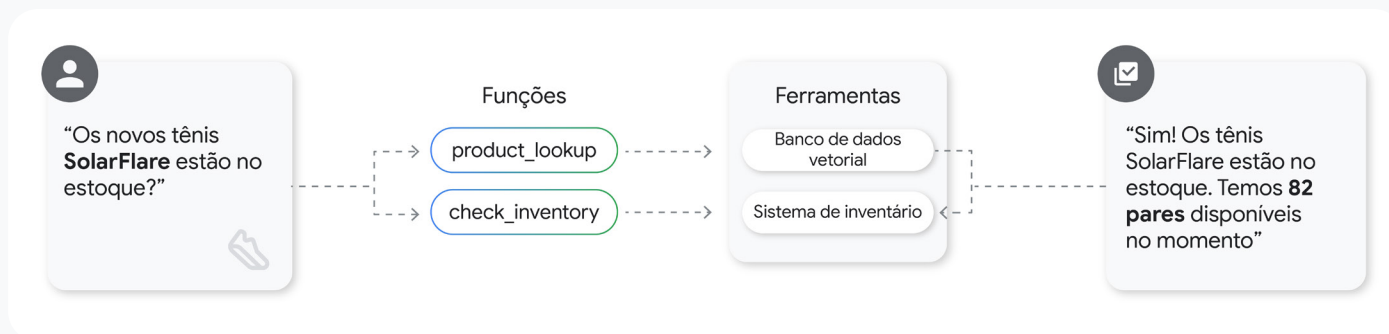 “Os novos tênis
SolarFlare estão no
estoque?”
Funções
product_lookup
check_inventory
Ferramentas
Banco de dados
vetorial
Sistema de inventário
“Sim! Os tênis
SolarFlare estão no
estoque. Temos 82
pares disponíveis
no momento”